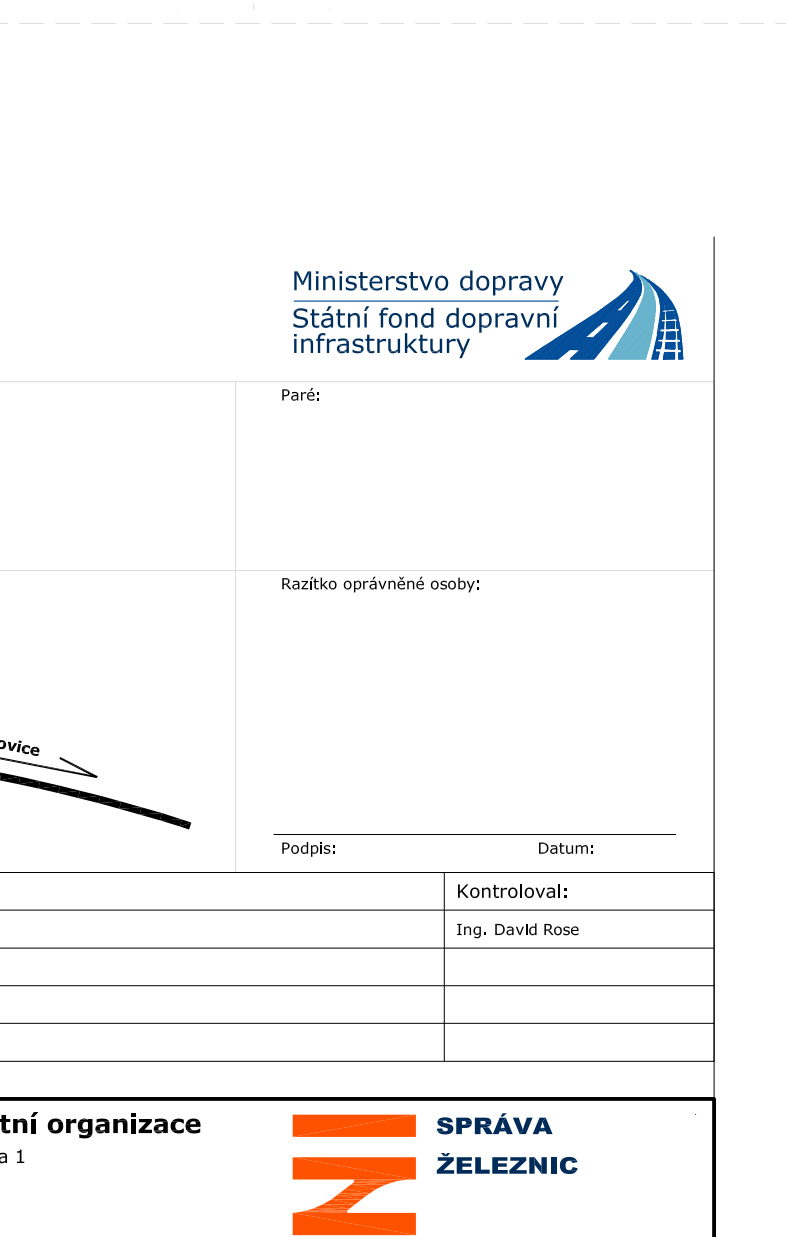 Ministerstvo dopravy
Státní fond dopravní
infrastruktury
Paré:
Razítko oprávněné osoby:
ovice
Podpis: Datum:
Kontroloval:
Ing. David Rose
tní organizace
a 1
SPRÁVA
ŽELEZNIC